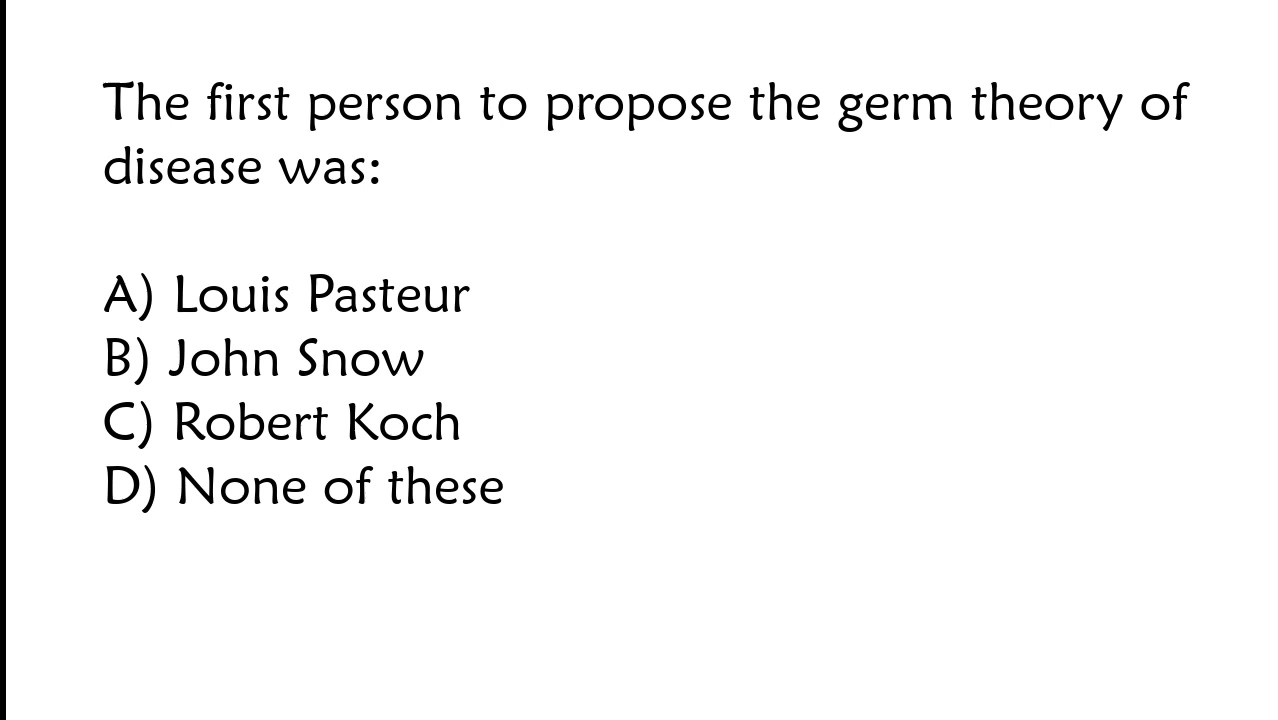 The first person to propose the germ theory of
disease was:
A) Louis Pasteur
B) John Snow
C) Robert Koch
D) None of these